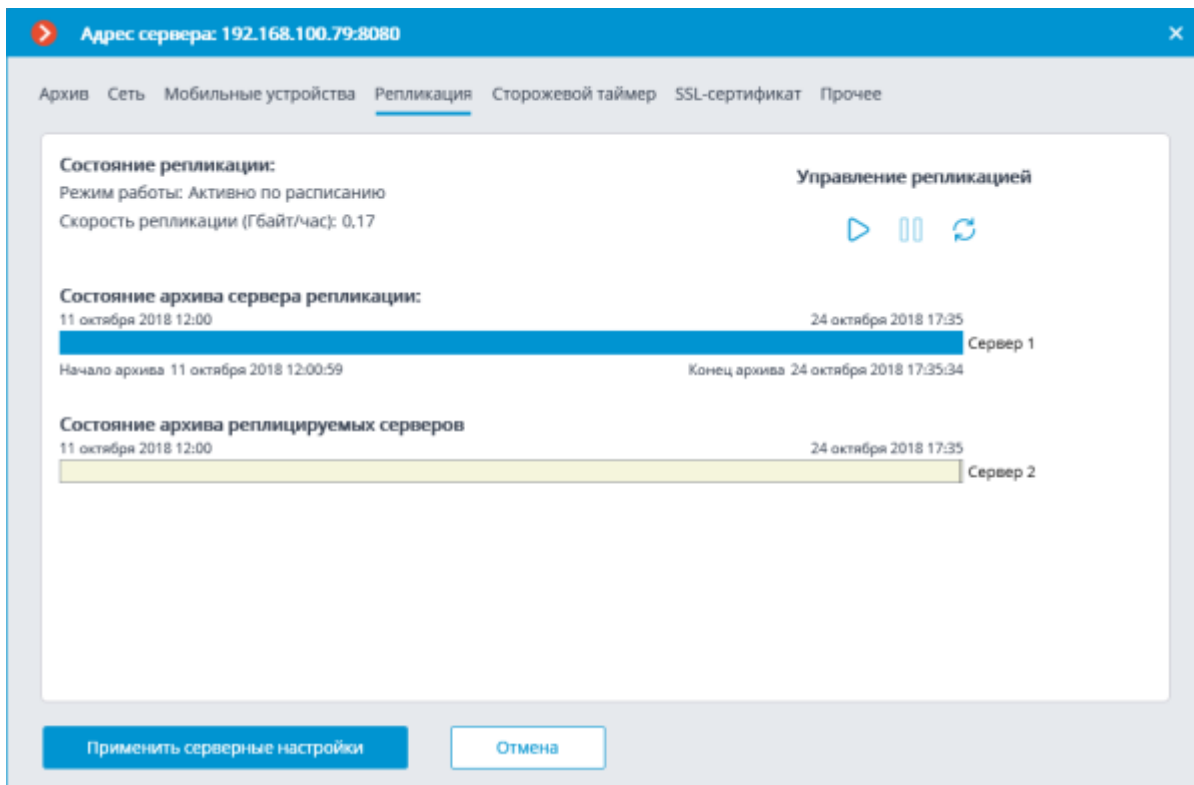 Адрес сервера: 192.168.100.79:8080
Архив Сеть Мобильные устройства Репликация Сторожевой таймер SSL-сертификат Прочее
Состояние репликации:
Управление репликацией
Режим работы: Активно по расписанию
Скорость репликации (Гбайт/час): 0,17
Состояние архива сервера репликации:
11 октября 2018 12:00 24 октября 2018 17:35
Сервер 1
Начало архива 11 октября 2018 12:00:59 Конец архива 24 октября 2018 17:35:34
Состояние архива реплицируемых серверов
11 октября 2018 12:00 24 октября 2018 17:35
Сервер 2
Применить серверные настройки Отмена